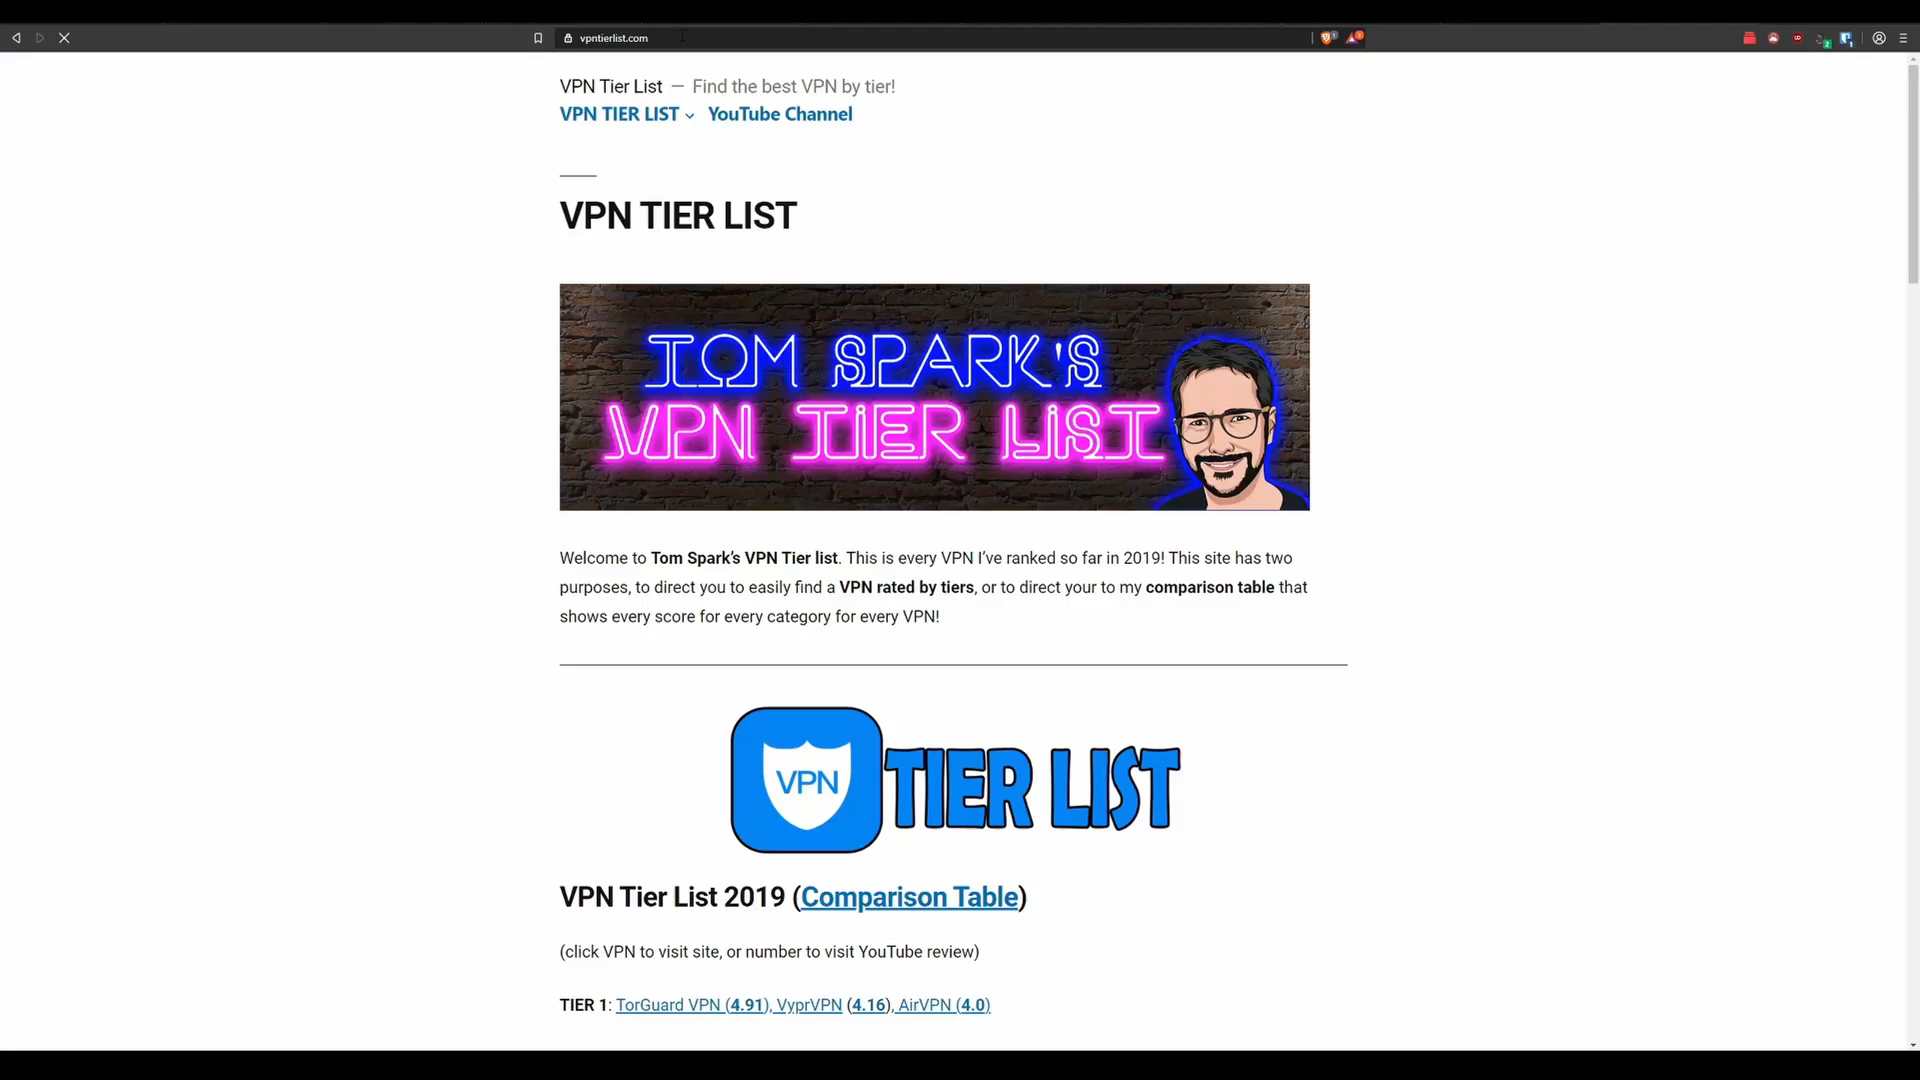 vpntierlist.com
VPN Tier List — Find the best VPN by tier!
VPN TIER LIST YouTube Channel
VPN TIER LIST
TOM SPARK'S
VPN TIER LIST
Welcome to Tom Spark’s VPN Tier list. This is every VPN I’ve ranked so far in 2019! This site has two
purposes, to direct you to easily find a VPN rated by tiers, or to direct your to my comparison table that
shows every score for every category for every VPN!
VPN TIER LIST
VPN Tier List 2019 (Comparison Table)
(click VPN to visit site, or number to visit YouTube review)
TIER 1: TorGuard VPN (4.91), VyprVPN (4.16), AirVPN (4.0)